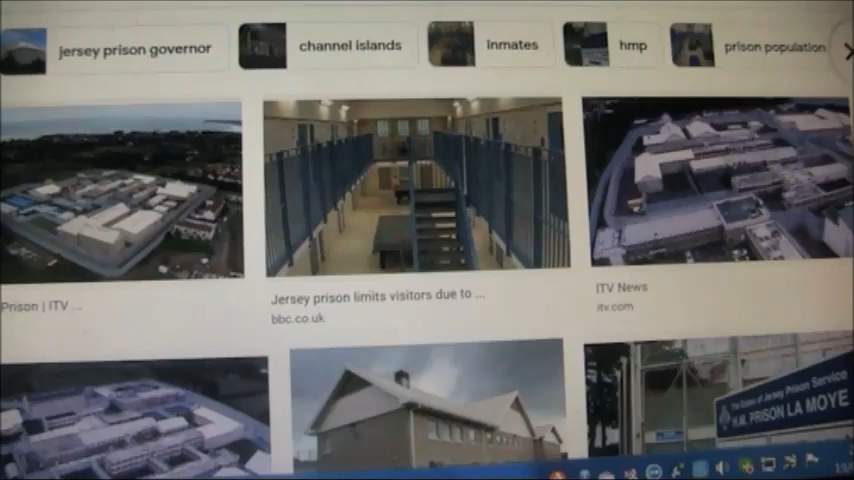 jersey prison governor
channel islands
inmates
hmp
prison population
Prison | ITV ...
Jersey prison limits visitors due to ...
bbc.co.uk
ITV News
itv.com
The States of Jersey Prison Service
H.M. PRISON LA MOYE